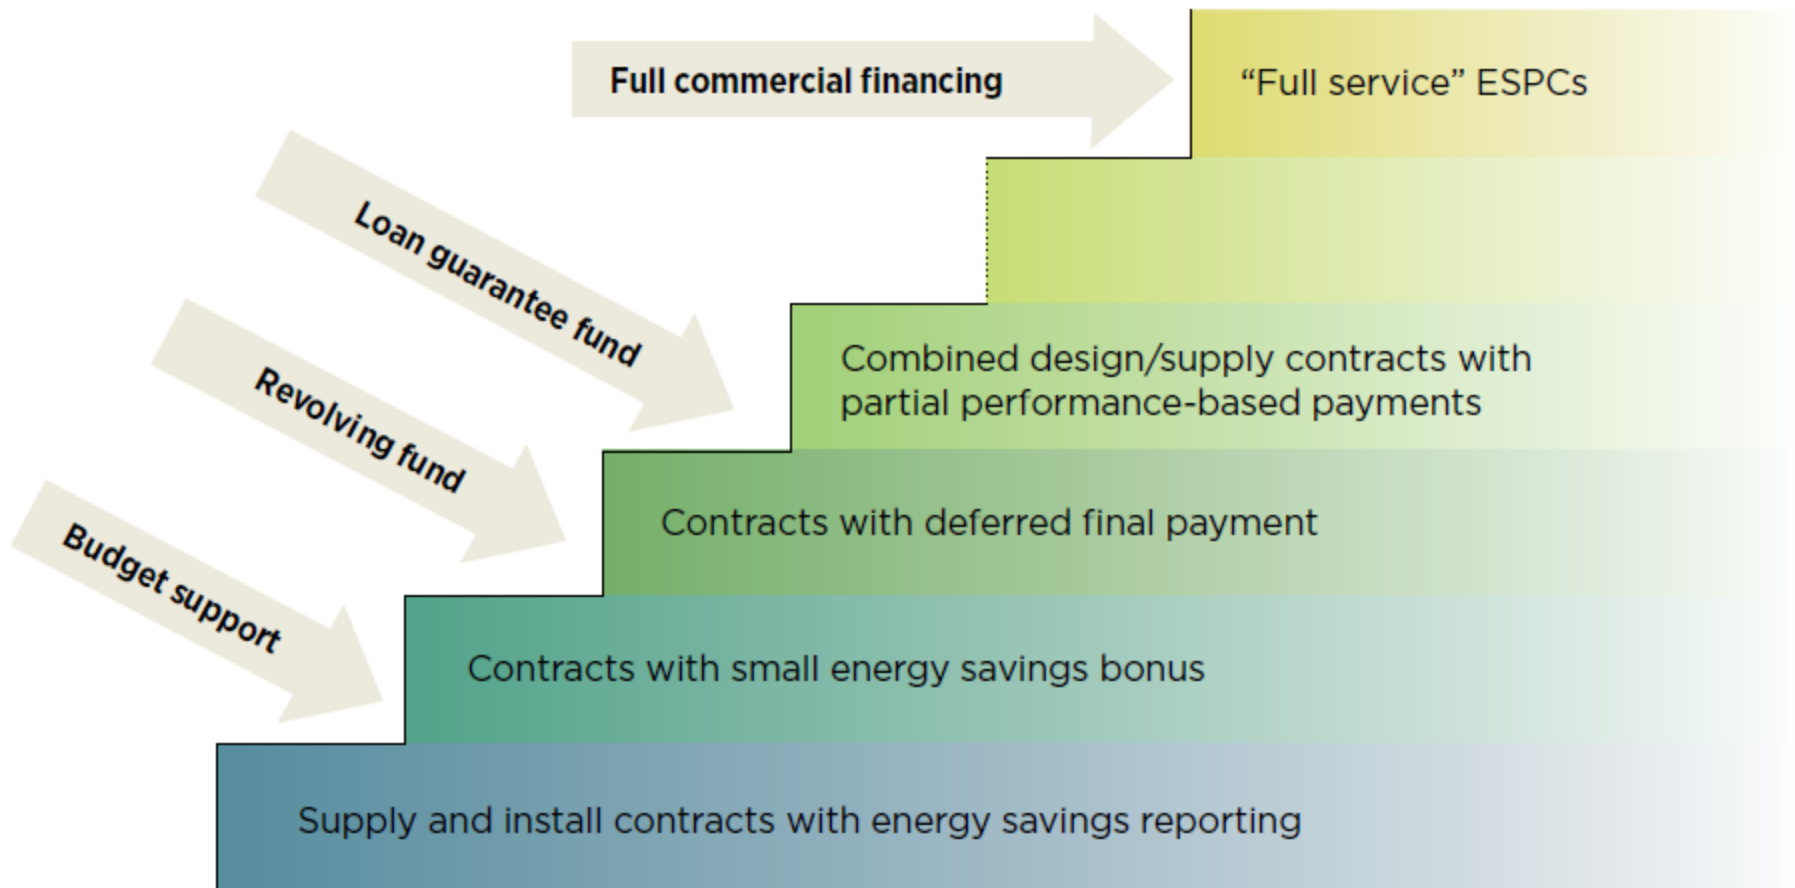 Full commercial financing
“Full service” ESPCs
Loan guarantee fund
Combined design/supply contracts with
partial performance-based payments
Revolving fund
Contracts with deferred final payment
Budget support
Contracts with small energy savings bonus
Supply and install contracts with energy savings reporting